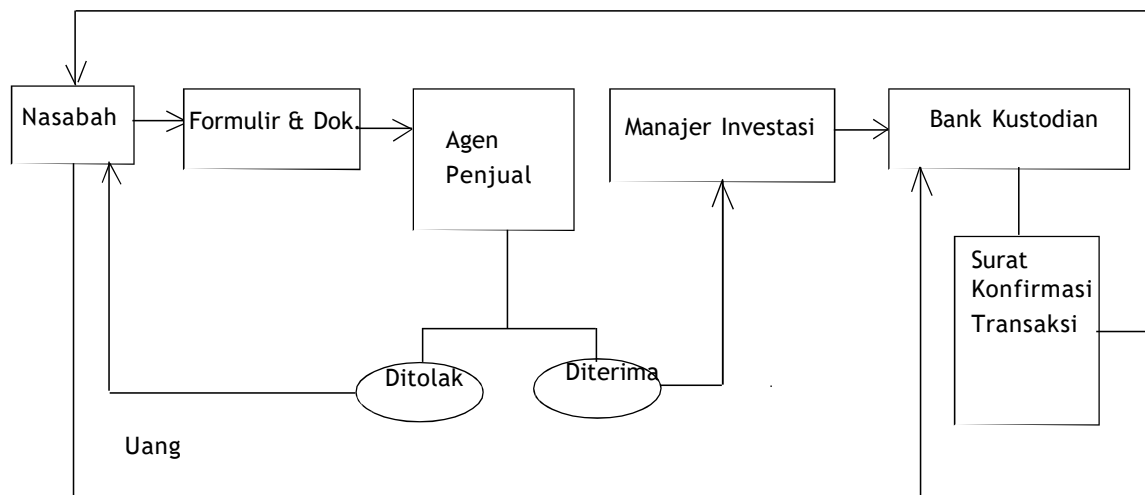 Nasabah
Formulir & Dok.
Agen
Penjual
Manajer Investasi
Bank Kustodian
Surat
Konfirmasi
Transaksi
Ditolak
Diterima
Uang